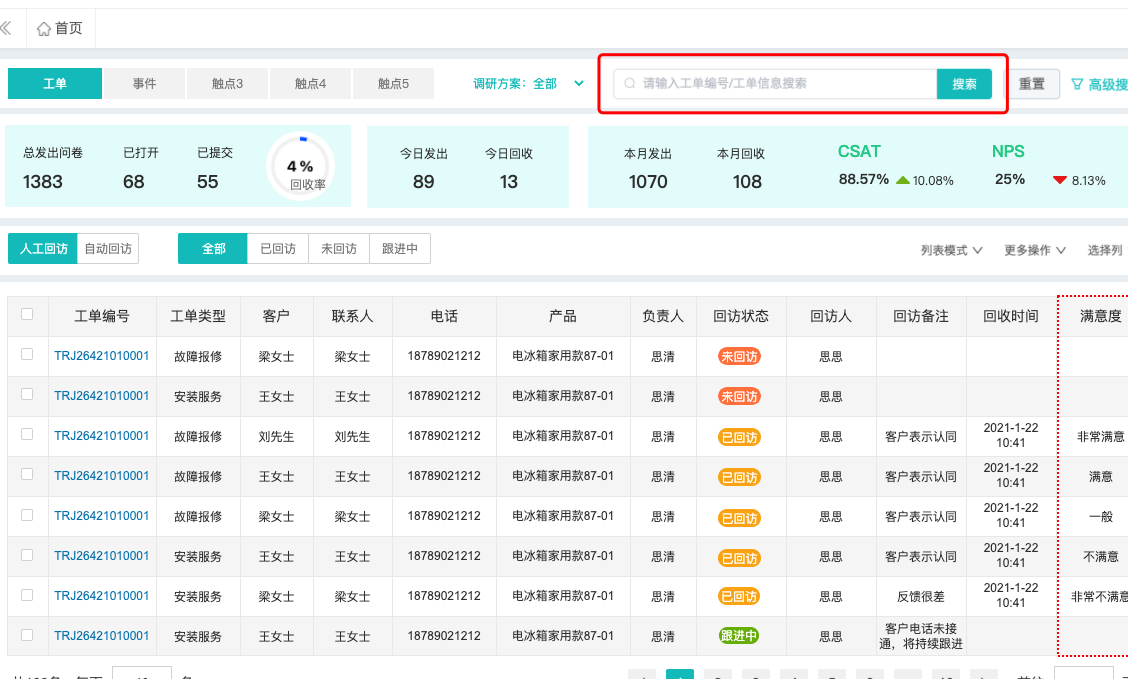 首页
工单 事件 触点3 触点4 触点5 调研方案: 全部 请输入工单编号/工单信息搜索 搜索 重置 高级搜
总发出问卷 已打开 已提交
1383 68 55
4%
回收率
今日发出 今日回收
89 13
本月发出 本月回收 CSAT NPS
1070 108 88.57% 10.08% 25% 8.13%
人工回访 自动回访 全部 已回访 未回访 跟进中 列表模式 更多操作 选择列
工单编号 工单类型 客户 联系人 电话 产品 负责人 回访状态 回访人 回访备注 回收时间 满意度
TRJ26421010001 故障报修 梁女士 梁女士 18789021212 电冰箱家用款87-01 思清 未回访 思思
TRJ26421010001 安装服务 王女士 王女士 18789021212 电冰箱家用款87-01 思清 未回访 思思
TRJ26421010001 故障报修 刘先生 刘先生 18789021212 电冰箱家用款87-01 思清 已回访 思思 客户表示认同 2021-1-22 10:41 非常满意
TRJ26421010001 故障报修 王女士 王女士 18789021212 电冰箱家用款87-01 思清 已回访 思思 客户表示认同 2021-1-22 10:41 满意
TRJ26421010001 故障报修 梁女士 梁女士 18789021212 电冰箱家用款87-01 思清 已回访 思思 客户表示认同 2021-1-22 10:41 一般
TRJ26421010001 安装服务 王女士 王女士 18789021212 电冰箱家用款87-01 思清 已回访 思思 客户表示认同 2021-1-22 10:41 不满意
TRJ26421010001 安装服务 梁女士 梁女士 18789021212 电冰箱家用款87-01 思清 已回访 思思 反馈很差 2021-1-22 10:41 非常不满意
TRJ26421010001 安装服务 王女士 王女士 18789021212 电冰箱家用款87-01 思清 跟进中 思思 客户电话未接通，将持续跟进